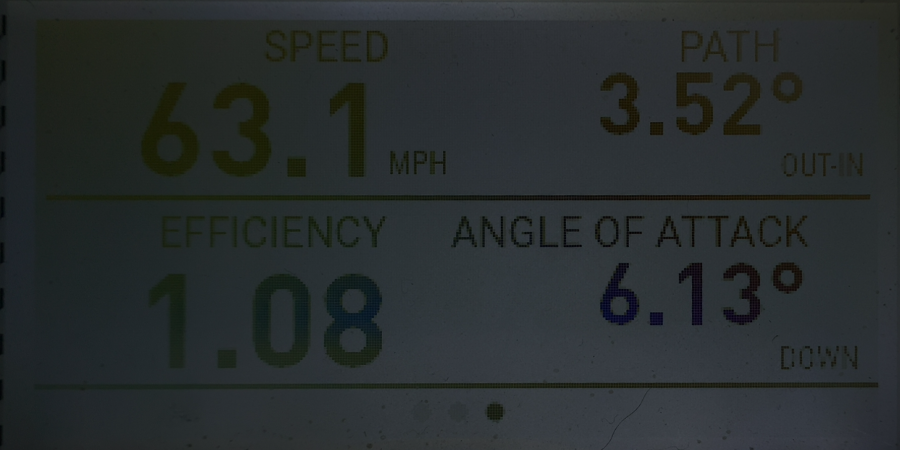 SPEED
63.1 MPH
PATH
3.52°
OUT-IN
EFFICIENCY
1.08
ANGLE OF ATTACK
6.13°
DOWN